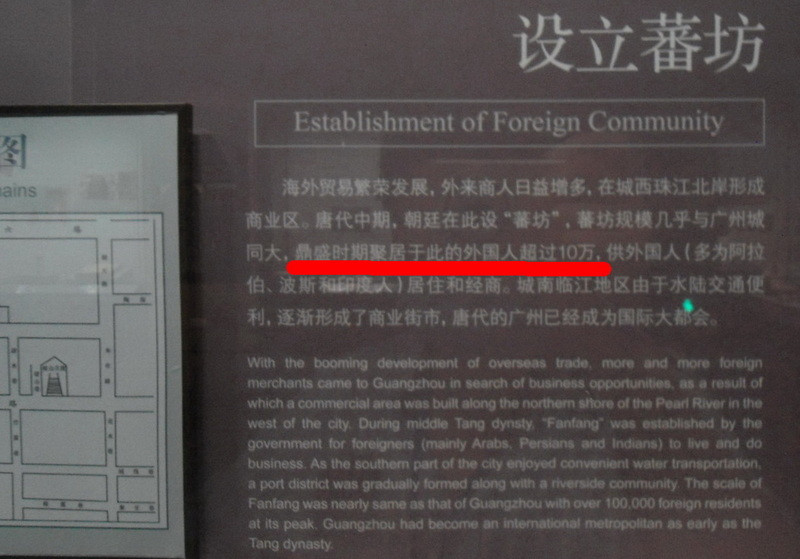 设立蕃坊
Establishment of Foreign Community
海外贸易繁荣发展，外来商人日益增多，在城西珠江北岸形成
商业区。唐代中期，朝廷在此设“蕃坊”，蕃坊规模几乎与广州城
同大，鼎盛时期聚居于此的外国人超过10万，供外国人（多为阿拉
伯、波斯和印度人）居住和经商。城南临江地区由于水陆交通便
利，逐渐形成了商业街市，唐代的广州已经成为国际大都会。
With the booming development of overseas trade, more and more foreign
merchants came to Guangzhou in search of business opportunities, as a result of
which a commercial area was built along the northern shore of the Pearl River in the
west of the city. During middle Tang dynsty, “Fanfang” was established by the
government for foreigners (mainly Arabs, Persians and Indians) to live and do
business. As the southern part of the city enjoyed convenient water transportation,
a port district was gradually formed along with a riverside community. The scale of
Fanfang was nearly same as that of Guangzhou with over 100,000 foreign residents
at its peak. Guangzhou had become an international metropolitan as early as the
Tang dynasty.
图